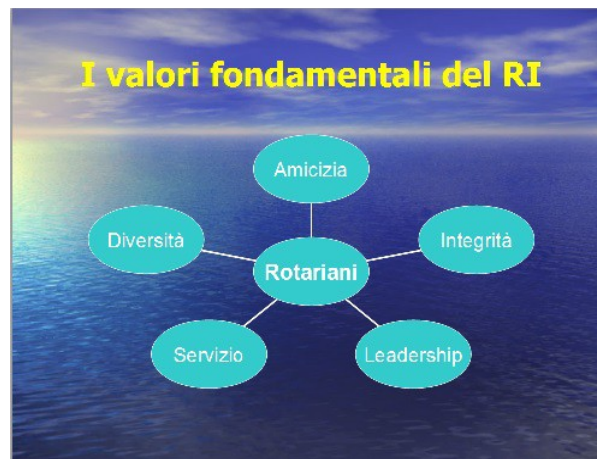 I valori fondamentali del RI
Amicizia
Diversità
Integrità
Rotariani
Servizio
Leadership